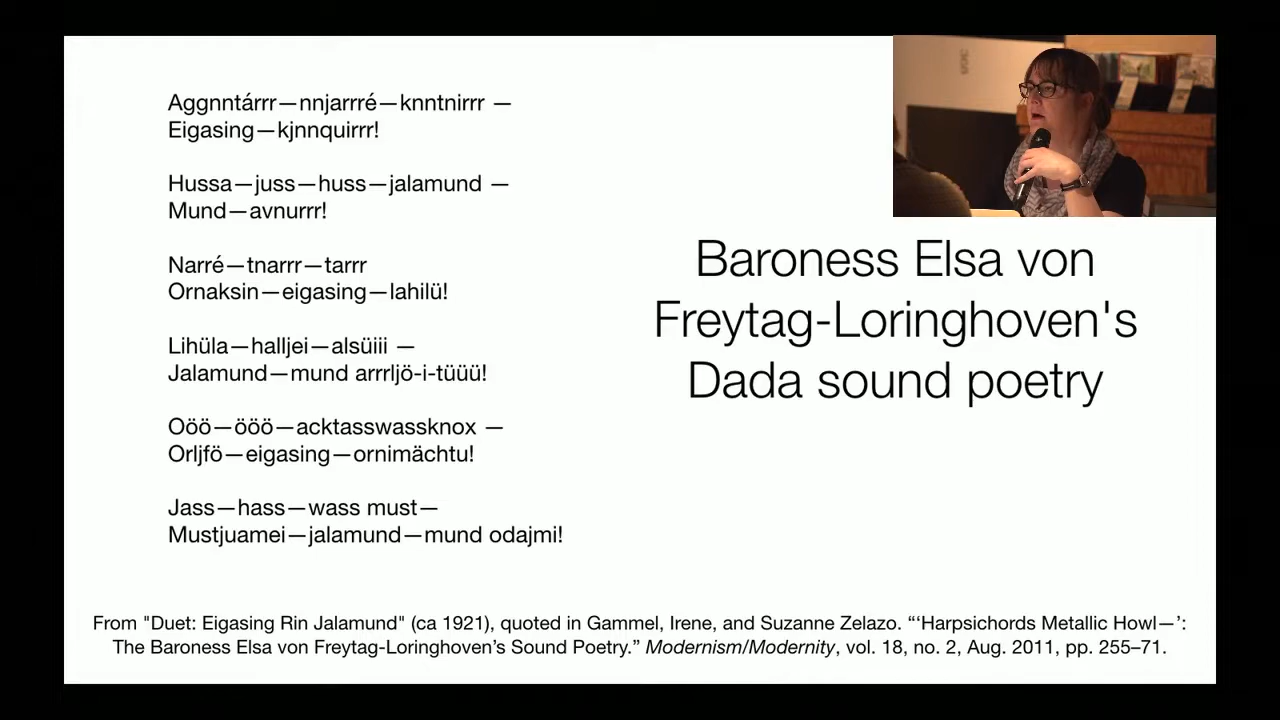 Aggnntárrr—nnjarrré—knntnirrr —
Eigasing—kjnnquirrr!
Hussa—juss—huss—jalamund —
Mund—avnurrr!
Narré—tnarrr—tarrr
Ornaksin—eigasing—lahilü!
Lihüla—halljei—alsüiii —
Jalamund—mund arrrljö-i-tüüü!
Oöö—ööö—acktasswassknox —
Orljfö—eigasing—ornimächtu!
Jass—hass—wass must—
Mustjuamei—jalamund—mund odajmi!
Baroness Elsa von
Freytag-Loringhoven's
Dada sound poetry
From "Duet: Eigasing Rin Jalamund" (ca 1921), quoted in Gammel, Irene, and Suzanne Zelazo. “‘Harpsichords Metallic Howl—’:
The Baroness Elsa von Freytag-Loringhoven’s Sound Poetry.” Modernism/Modernity, vol. 18, no. 2, Aug. 2011, pp. 255–71.